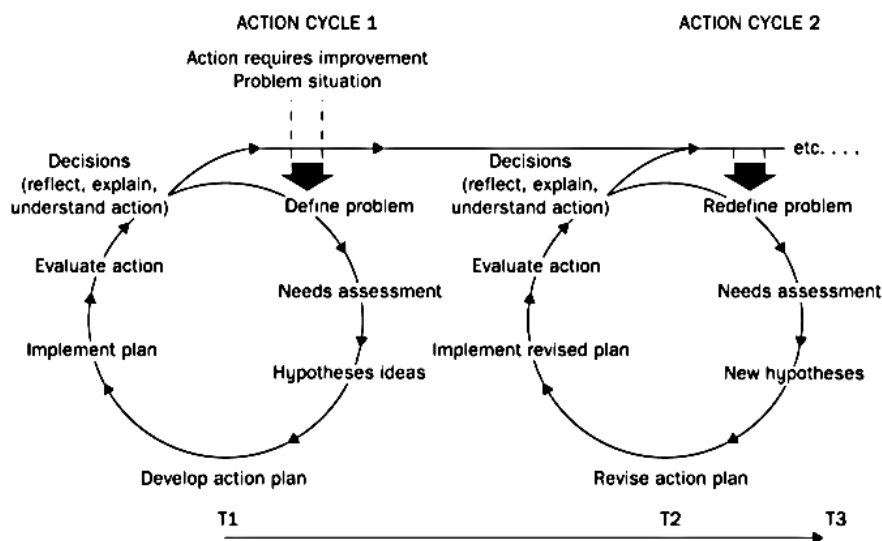 ACTION CYCLE 1
Action requires improvement
Problem situation
Decisions
(reflect, explain,
understand action)
Define problem
Needs assessment
Hypotheses ideas
Develop action plan
Implement plan
Evaluate action
ACTION CYCLE 2
etc. . . .
Decisions
(reflect, explain,
understand action)
Redefine problem
Needs assessment
New hypotheses
Revise action plan
Implement revised plan
Evaluate action
T1
T2
T3